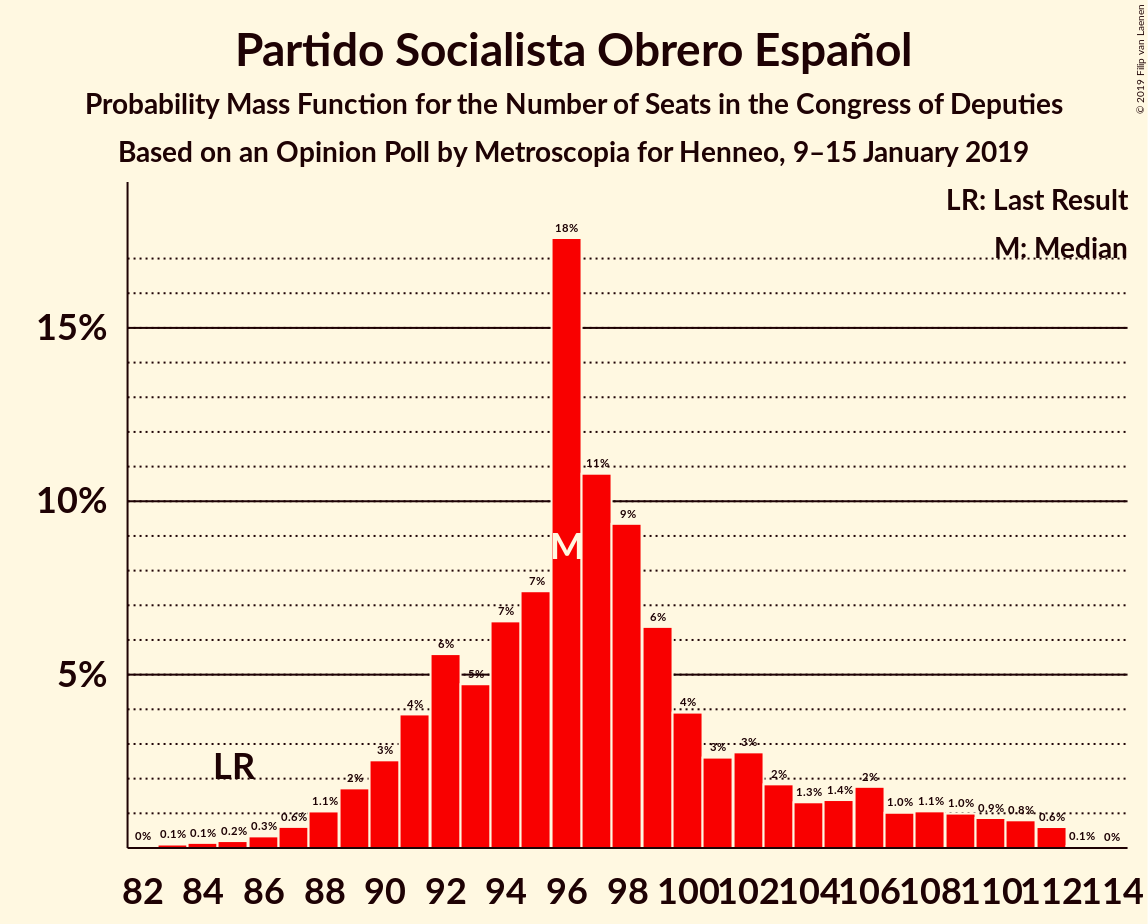 Partido Socialista Obrero Español
Probability Mass Function for the Number of Seats in the Congress of Deputies
Based on an Opinion Poll by Metroscopia for Henneo, 9–15 January 2019
© 2019 Filip van Laenen
LR: Last Result
M: Median
15%
10%
5%
0% 0.1% 0.1% 0.2% 0.3% 0.6% 1.1% 2% 3% 4% 6% 5% 7% 7% 18% 11% 9% 6% 4% 3% 3% 2% 1.3% 1.4% 2% 1.0% 1.1% 1.0% 0.9% 0.8% 0.6% 0.1% 0%
LR
M
82 84 86 88 90 92 94 96 98 100 102 104 106 108 110 112 114